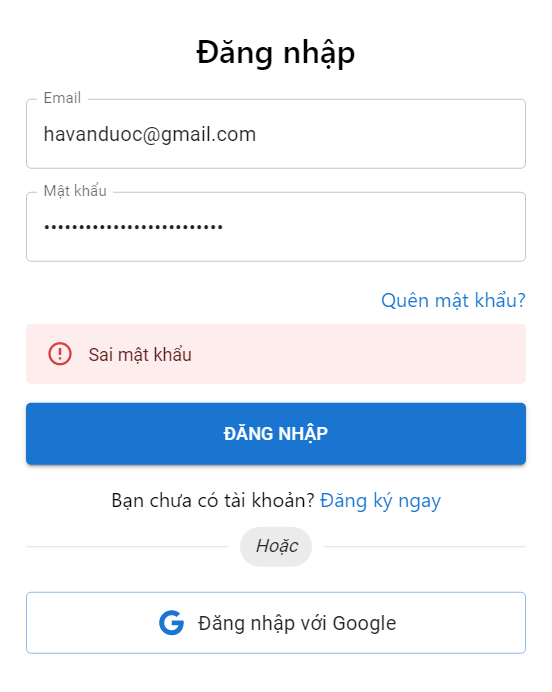 Đăng nhập
Email
havanduoc@gmail.com
Mật khẩu
••••••••••••••••••••••••••
Quên mật khẩu?
Sai mật khẩu
ĐĂNG NHẬP
Bạn chưa có tài khoản? Đăng ký ngay
Hoặc
Đăng nhập với Google